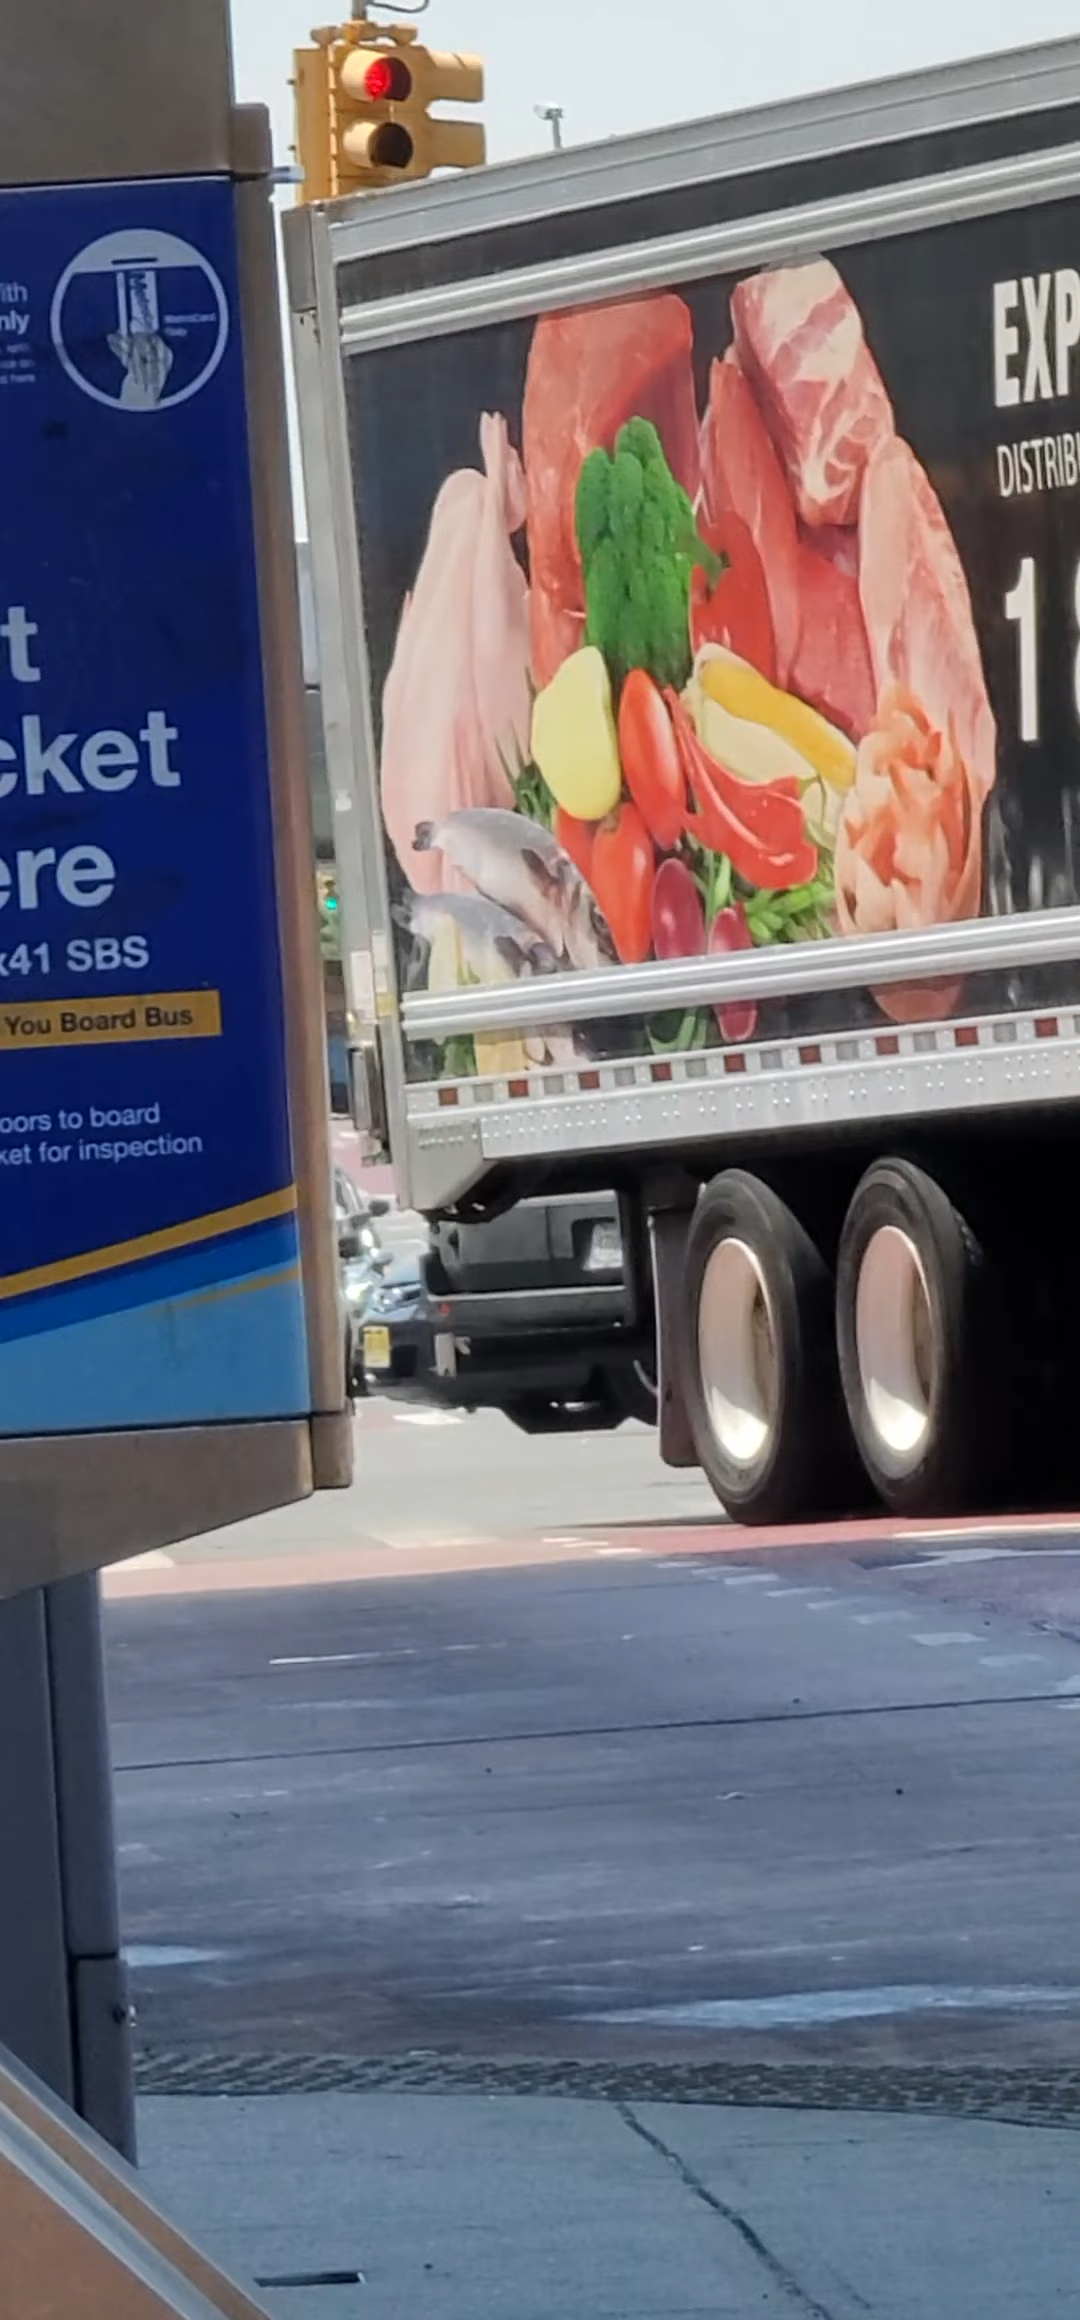 ith
nly
t
cket
ere
x41 SBS
You Board Bus
oors to board
ket for inspection
EXP
DISTRIB
1